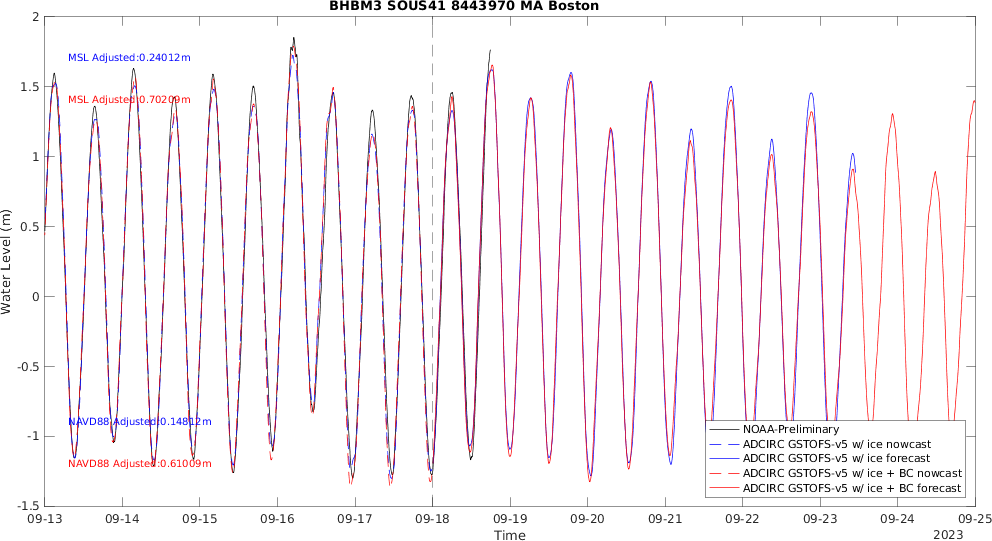 BHBM3 SOUS41 8443970 MA Boston
2
1.5
1
0.5
0
-0.5
-1
-1.5
Water Level (m)
MSL Adjusted:0.24012m
MSL Adjusted:0.70209m
NAVD88 Adjusted:0.14812m
NAVD88 Adjusted:0.61009m
NOAA-Preliminary
ADCIRC GSTOFS-v5 w/ ice nowcast
ADCIRC GSTOFS-v5 w/ ice forecast
ADCIRC GSTOFS-v5 w/ ice + BC nowcast
ADCIRC GSTOFS-v5 w/ ice + BC forecast
09-13 09-14 09-15 09-16 09-17 09-18 09-19 09-20 09-21 09-22 09-23 09-24 09-25
Time
2023